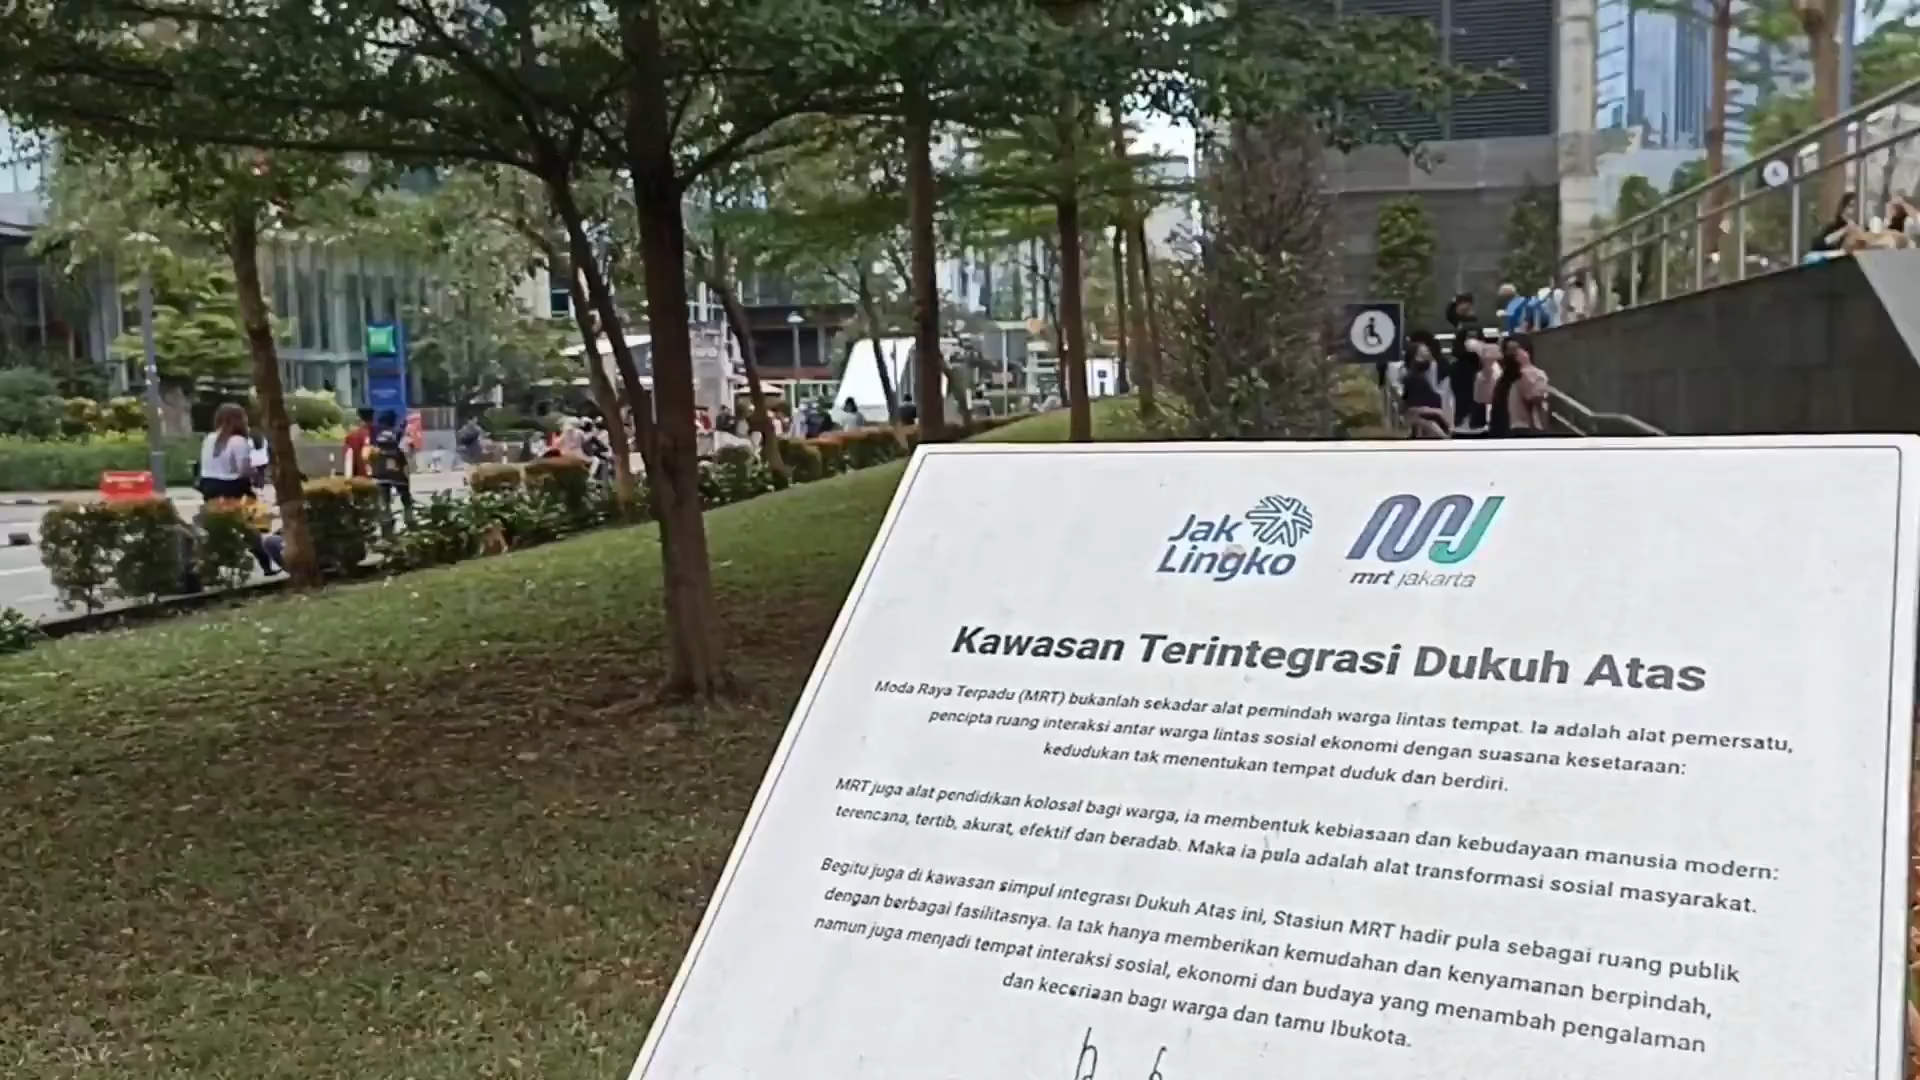 Jak
Lingko
mrt jakarta
Kawasan Terintegrasi Dukuh Atas
Moda Raya Terpadu (MRT) bukanlah sekadar alat pemindah warga lintas tempat. Ia adalah alat pemersatu,
pencipta ruang interaksi antar warga lintas sosial ekonomi dengan suasana kesetaraan:
kedudukan tak menentukan tempat duduk dan berdiri.
MRT juga alat pendidikan kolosal bagi warga, ia membentuk kebiasaan dan kebudayaan manusia modern:
terencana, tertib, akurat, efektif dan beradab. Maka ia pula adalah alat transformasi sosial masyarakat.
Begitu juga di kawasan simpul integrasi Dukuh Atas ini, Stasiun MRT hadir pula sebagai ruang publik
dengan berbagai fasilitasnya. Ia tak hanya memberikan kemudahan dan kenyamanan berpindah,
namun juga menjadi tempat interaksi sosial, ekonomi dan budaya yang menambah pengalaman
dan keceriaan bagi warga dan tamu Ibukota.